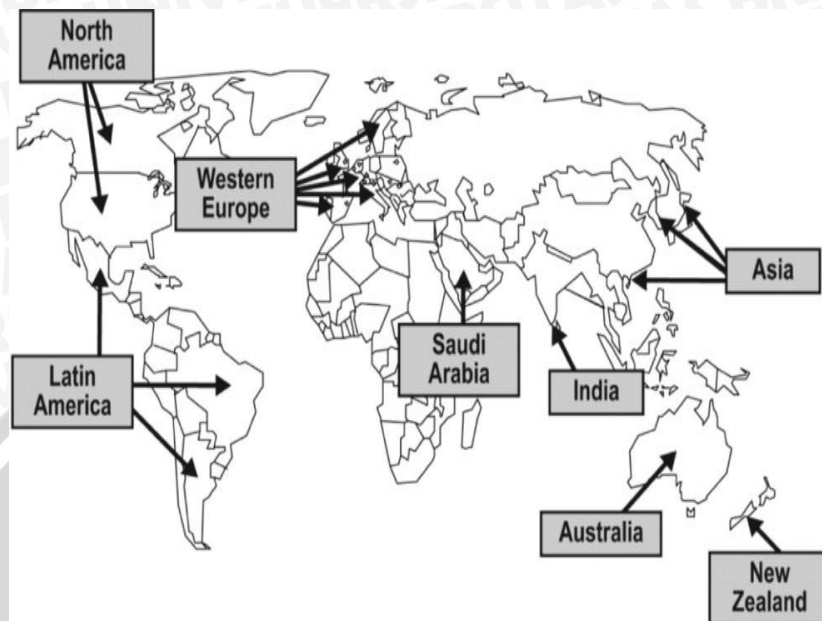 North
America
Western
Europe
Asia
Saudi
Arabia
Latin
America
India
Australia
New
Zealand